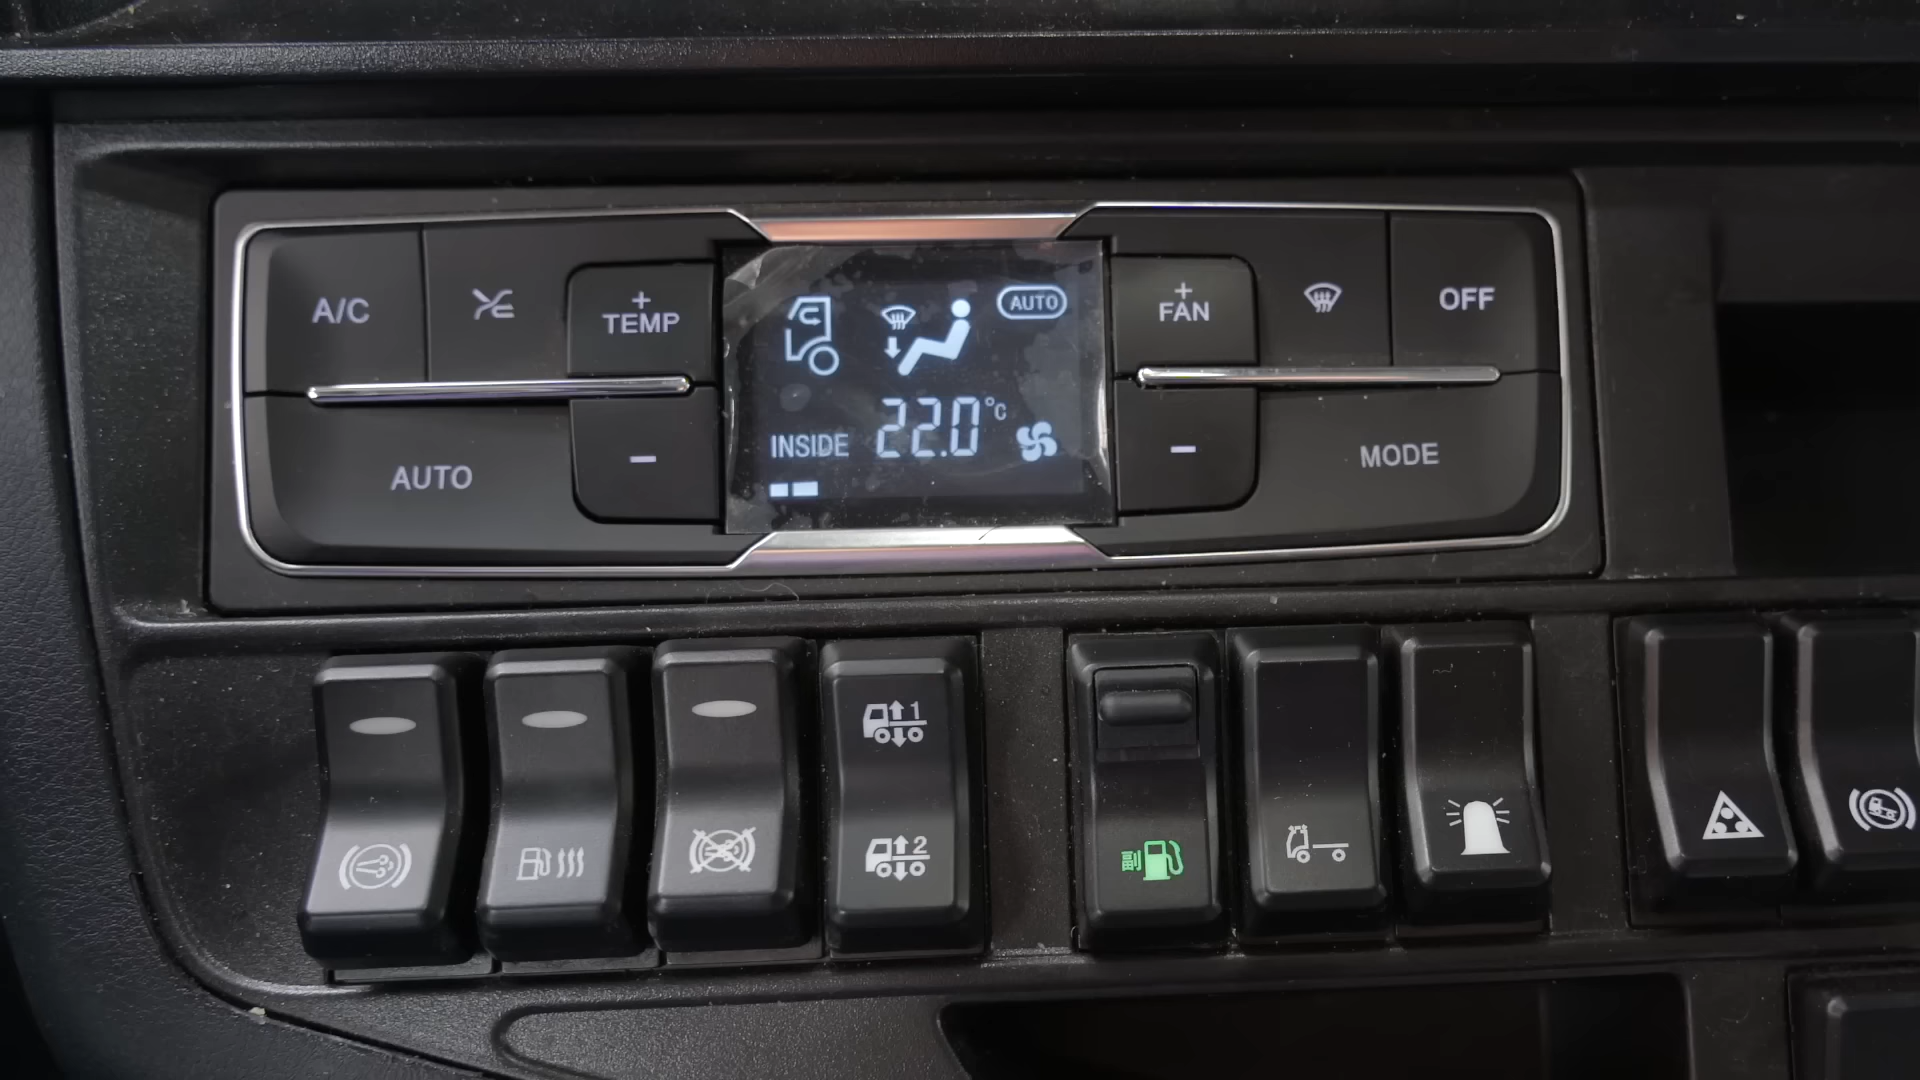 A/C
+
TEMP
AUTO
+
FAN
OFF
AUTO
−
22.0°C
INSIDE
−
MODE
1
2
副